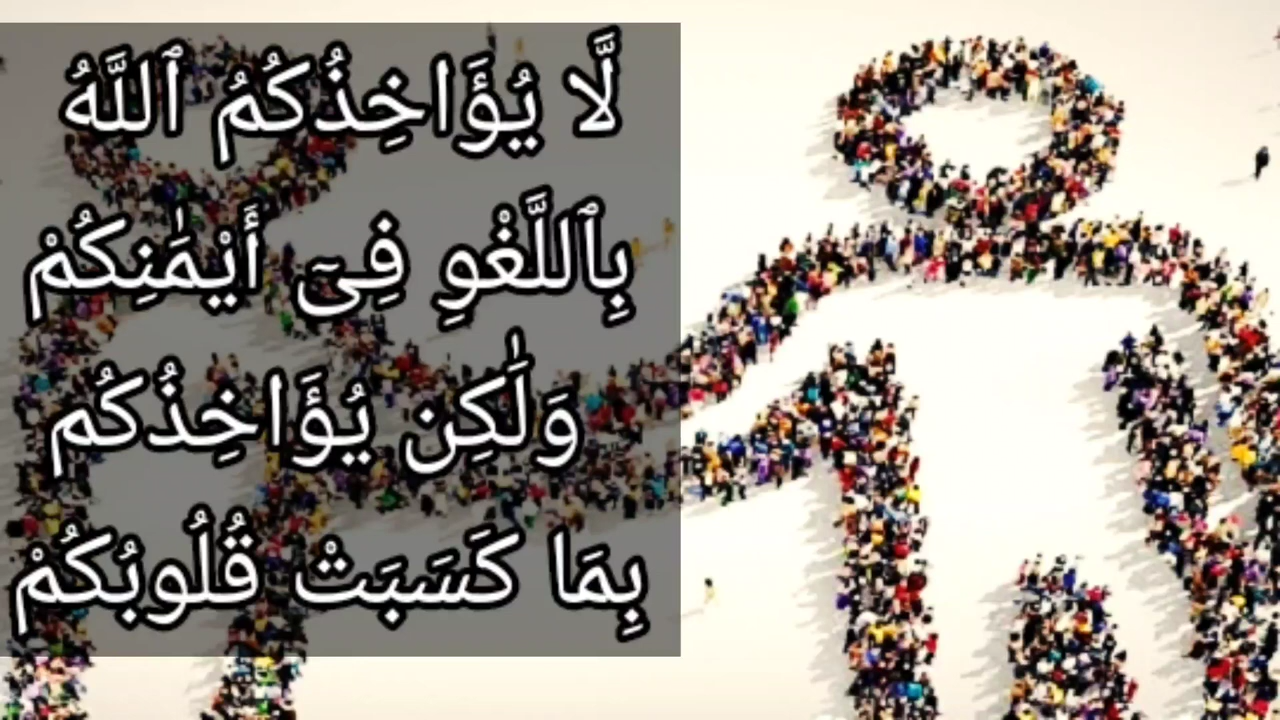 لَّا يُؤَاخِذُكُمُ ٱللَّهُ
بِٱللَّغْوِ فِىٓ أَيْمَٰنِكُمْ
وَلَٰكِن يُؤَاخِذُكُم
بِمَا كَسَبَتْ قُلُوبُكُمْ